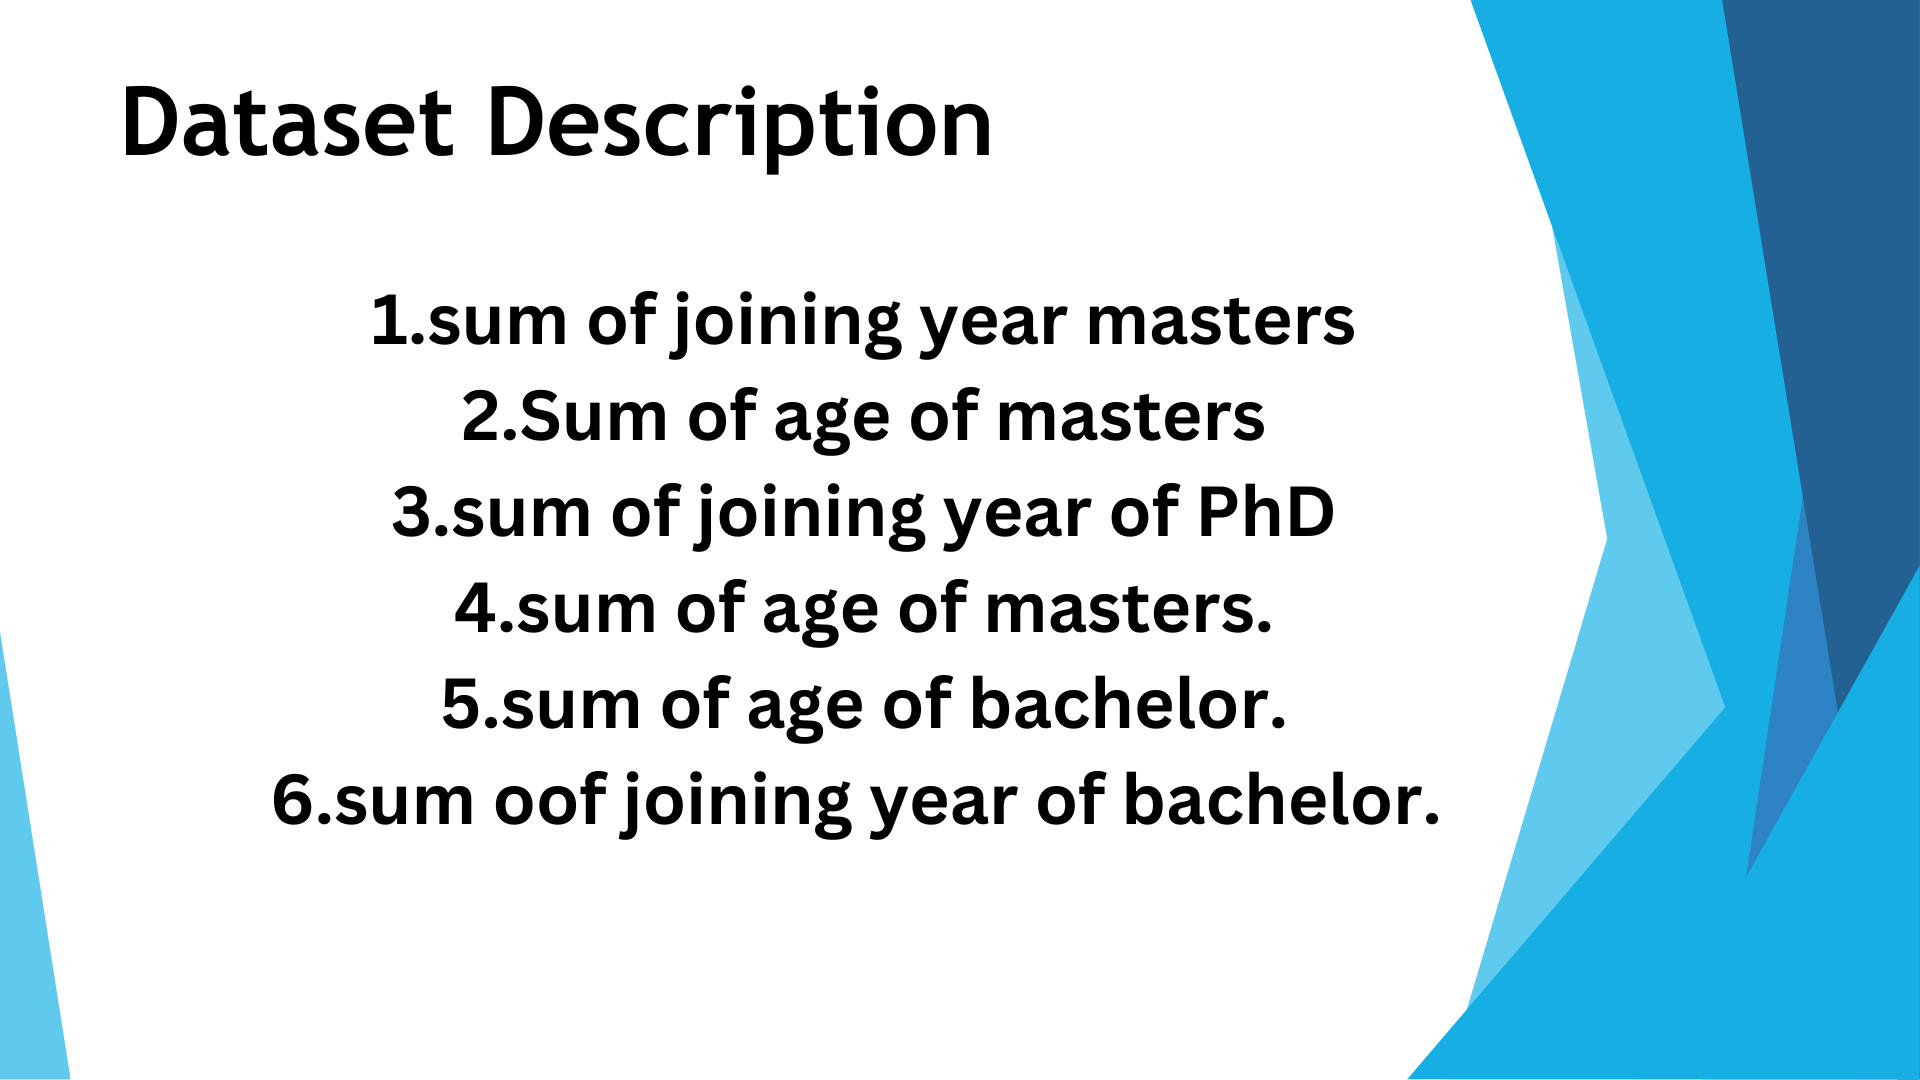 Dataset Description
1.sum of joining year masters
2.Sum of age of masters
3.sum of joining year of PhD
4.sum of age of masters.
5.sum of age of bachelor.
6.sum oof joining year of bachelor.